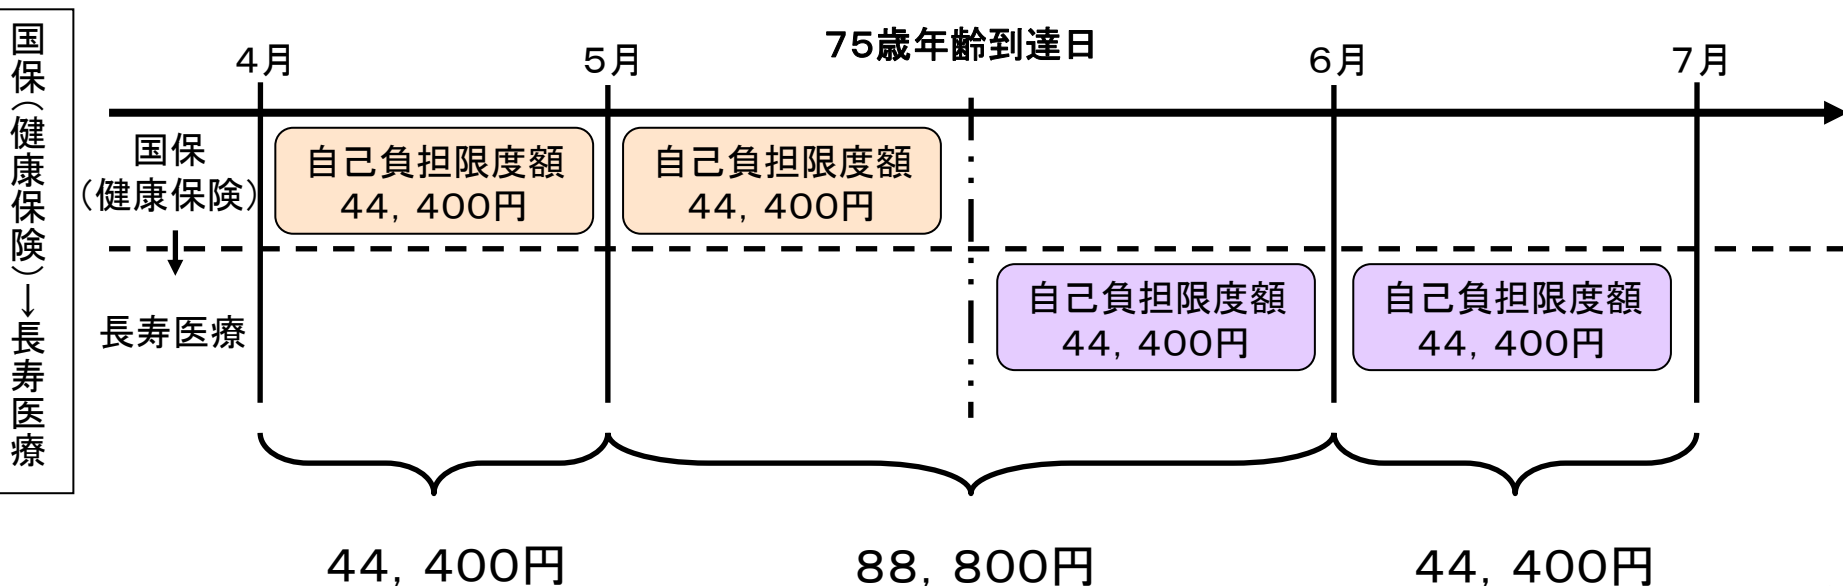 国保(健康保険)→長寿医療
75歳年齢到達日
4月
5月
6月
7月
国保
(健康保険)
長寿医療
自己負担限度額
44,400円
自己負担限度額
44,400円
自己負担限度額
44,400円
自己負担限度額
44,400円
44,400円
88,800円
44,400円